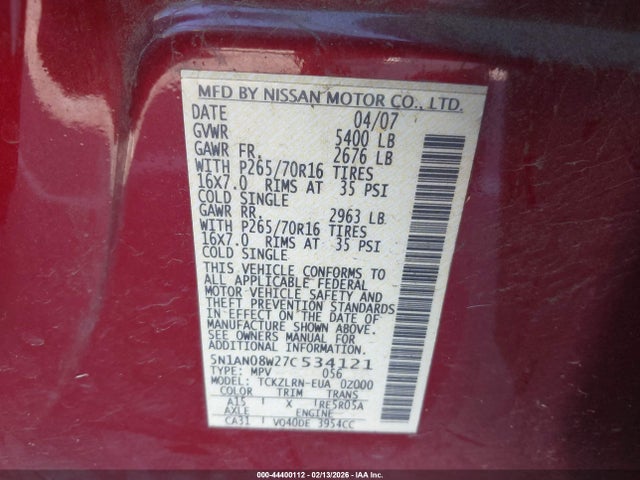 MFD BY NISSAN MOTOR CO., LTD.
DATE 04/07
GVWR 5400 LB
GAWR FR. 2676 LB
WITH P265/70R16 TIRES
16X7.0 RIMS AT 35 PSI
COLD SINGLE
GAWR RR. 2963 LB
WITH P265/70R16 TIRES
16X7.0 RIMS AT 35 PSI
COLD SINGLE
THIS VEHICLE CONFORMS TO
ALL APPLICABLE FEDERAL
MOTOR VEHICLE SAFETY AND
THEFT PREVENTION STANDARDS
IN EFFECT ON THE DATE OF
MANUFACTURE SHOWN ABOVE.
SEE OWNERS MANUAL FOR
ADDITIONAL INFORMATION
5N1AN08W27C534121
TYPE: MPV 056
MODEL: TCKZLRN-EUA 0Z000
COLOR TRIM TRANS
A15 X RE5R05A
AXLE ENGINE
CA31 VQ40DE 3954CC
000-44400112 - 02/13/2026 - IAAI Inc.